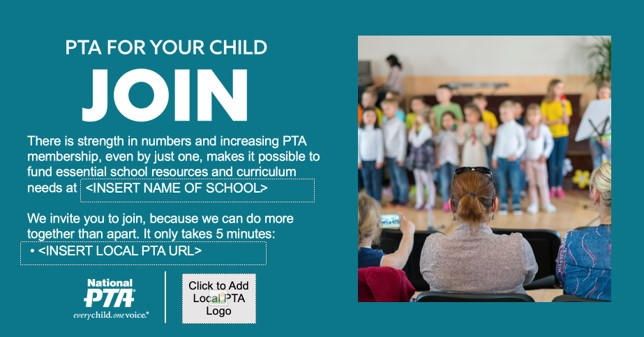 PTA FOR YOUR CHILD
JOIN
There is strength in numbers and increasing PTA
membership, even by just one, makes it possible to
fund essential school resources and curriculum
needs at <INSERT NAME OF SCHOOL>
We invite you to join, because we can do more
together than apart. It only takes 5 minutes:
• <INSERT LOCAL PTA URL>
National
PTA®
everychild.onevoice.®
Click to Add
Local PTA
Logo